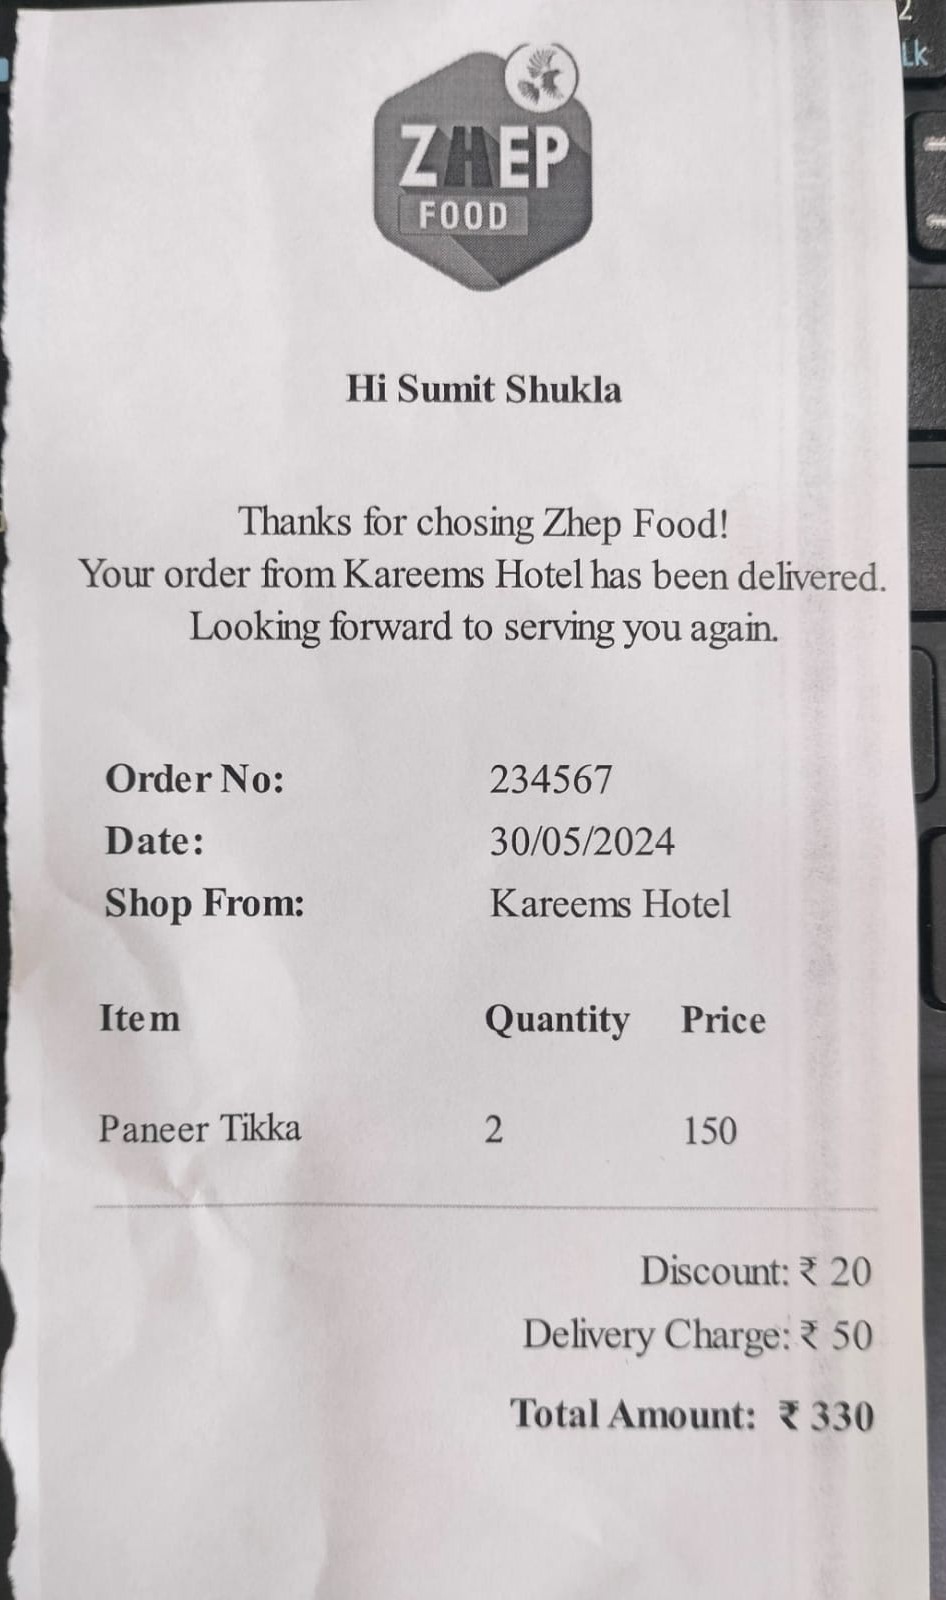 ZHEP
FOOD
Hi Sumit Shukla
Thanks for chosing Zhep Food!
Your order from Kareems Hotel has been delivered.
Looking forward to serving you again.
Order No: 234567
Date: 30/05/2024
Shop From: Kareems Hotel
Item Quantity Price
Paneer Tikka 2 150
Discount: ₹ 20
Delivery Charge: ₹ 50
Total Amount: ₹ 330